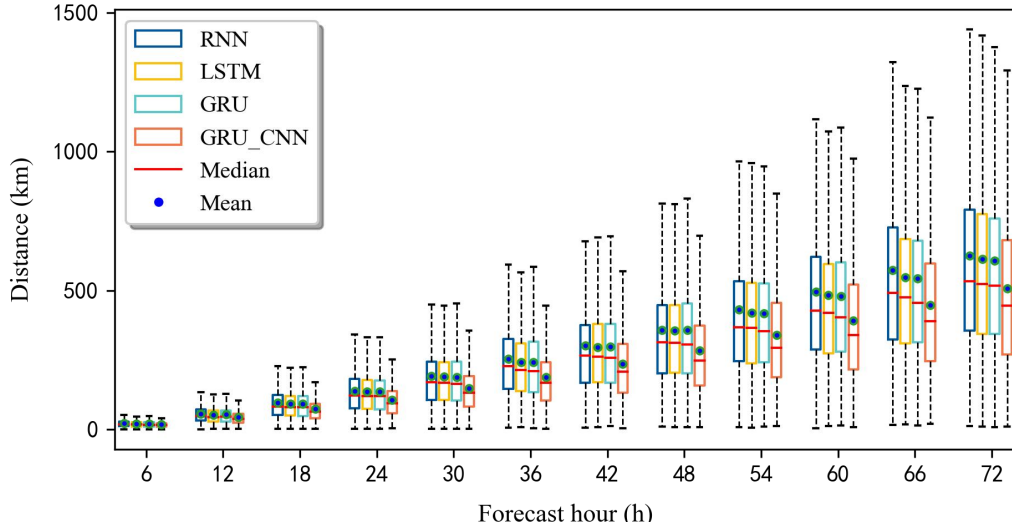 1500
1000
500
0
Distance (km)
RNN
LSTM
GRU
GRU_CNN
Median
Mean
6 12 18 24 30 36 42 48 54 60 66 72
Forecast hour (h)